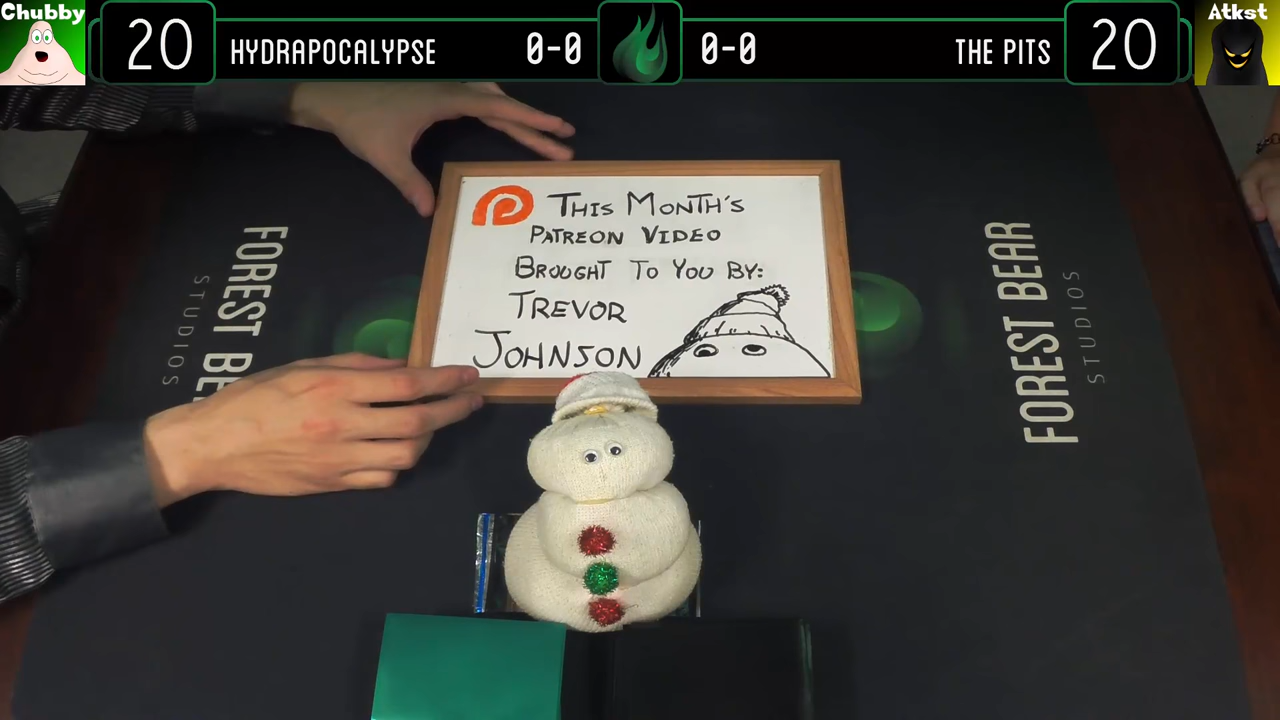 Chubby
20
HYDRAPOCALYPSE
0-0
0-0
THE PITS
20
Atkst
THIS MONTH'S
PATREON VIDEO
BROUGHT TO YOU BY:
TREVOR
JOHNSON
FOREST BE
STUDIOS
FOREST BEAR
STUDIOS